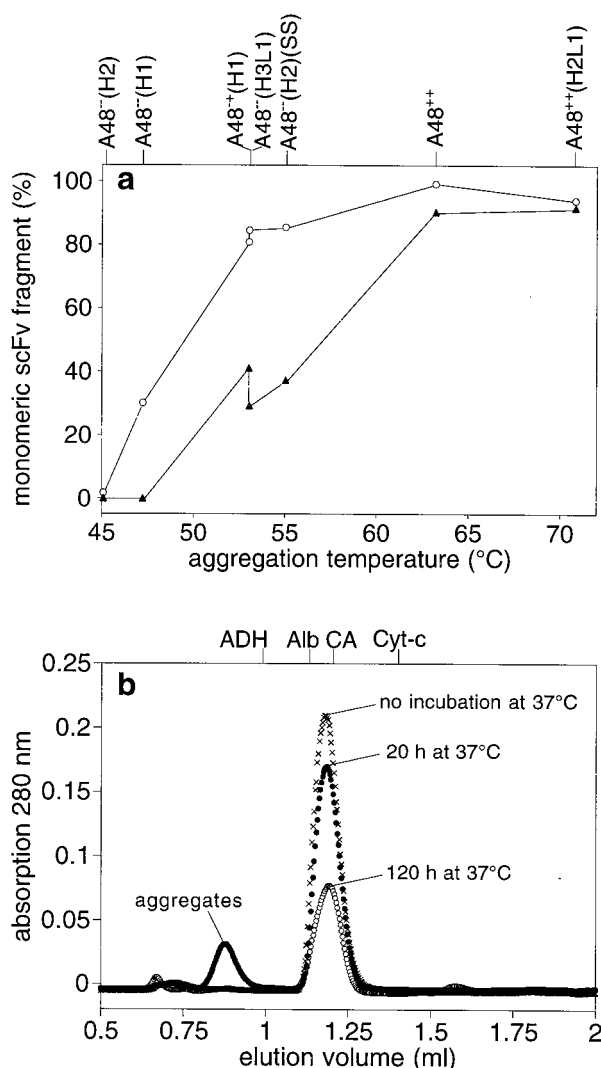 A48⁻⁻(H2)
A48⁻⁻(H1)
A48⁻⁺(H1)
A48⁻⁻(H3L1)
A48⁻⁻(H2)(SS)
A48⁺⁺
A48⁺⁺(H2L1)
a
100
80
60
40
20
0
monomeric scFv fragment (%)
45 50 55 60 65 70
aggregation temperature (°C)
ADH Alb CA Cyt-c
b
0.25
0.2
0.15
0.1
0.05
0
absorption 280 nm
no incubation at 37°C
20 h at 37°C
120 h at 37°C
aggregates
0.5 0.75 1 1.25 1.5 1.75 2
elution volume (ml)